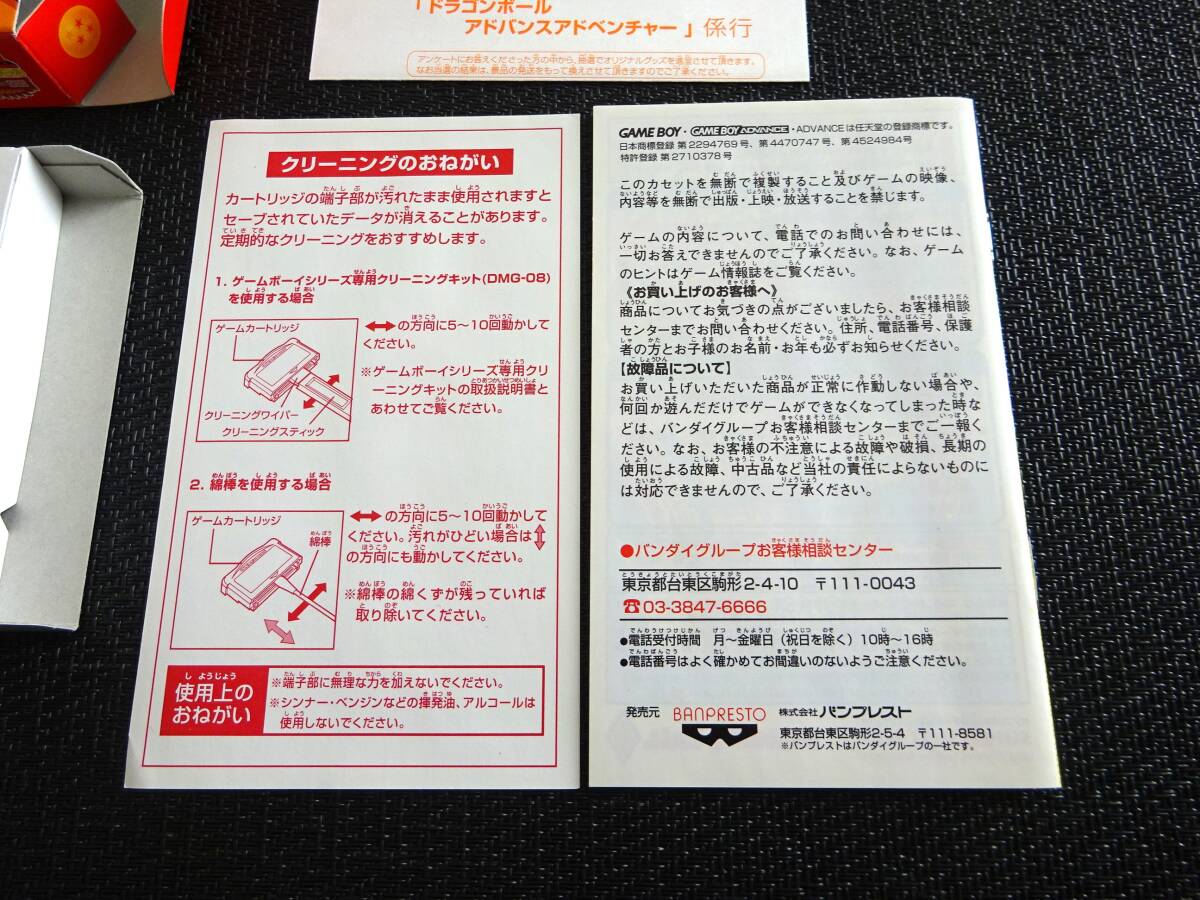 「ドラゴンボール
アドバンスアドベンチャー」係行
アンケートにお答えくださった方の中から、抽選でオリジナルグッズを進呈させて頂きます。
なお当選の結果は、景品の発送をもって換えさせて頂きますのでご了承ください。
クリーニングのおねがい
カートリッジの端子部が汚れたまま使用されますと
セーブされていたデータが消えることがあります。
定期的なクリーニングをおすすめします。
1. ゲームボーイシリーズ専用クリーニングキット(DMG-08)
を使用する場合
ゲームカートリッジ
クリーニングワイパー
クリーニングスティック
の方向に5〜10回動かして
ください。
※ゲームボーイシリーズ専用クリ
ーニングキットの取扱説明書と
あわせてご覧ください。
2. 綿棒を使用する場合
ゲームカートリッジ
綿棒
の方向に5〜10回動かして
ください。汚れがひどい場合は
の方向にも動かしてください。
※綿棒の綿くずが残っていれば
取り除いてください。
使用上の
おねがい
※端子部に無理な力を加えないでください。
※シンナー・ベンジンなどの揮発油、アルコールは
使用しないでください。
GAME BOY・GAME BOY ADVANCE・ADVANCEは任天堂の登録商標です。
日本商標登録 第2294769号、第4470747号、第4524984号
特許登録 第2710378号
このカセットを無断で複製すること及びゲームの映像、
内容等を無断で出版・上映・放送することを禁じます。
ゲームの内容について、電話でのお問い合わせには、
一切お答えできませんのでご了承ください。なお、ゲーム
のヒントはゲーム情報誌をご覧ください。
《お買い上げのお客様へ》
商品についてお気づきの点がございましたら、お客様相談
センターまでお問い合わせください。住所、電話番号、保護
者の方とお子様のお名前・お年も必ずお知らせください。
【故障品について】
お買い上げいただいた商品が正常に作動しない場合や、
何回か遊んだだけでゲームができなくなってしまった時な
どは、バンダイグループお客様相談センターまでご一報く
ださい。なお、お客様の不注意による故障や破損、長期の
使用による故障、中古品など当社の責任によらないものに
は対応できませんので、ご了承ください。
●バンダイグループお客様相談センター
東京都台東区駒形2-4-10 〒111-0043
☎03-3847-6666
●電話受付時間 月〜金曜日（祝日を除く）10時〜16時
●電話番号はよく確かめてお間違いのないようご注意ください。
発売元 BANPRESTO 株式会社 バンプレスト
東京都台東区駒形2-5-4 〒111-8581
※バンプレストはバンダイグループの一社です。